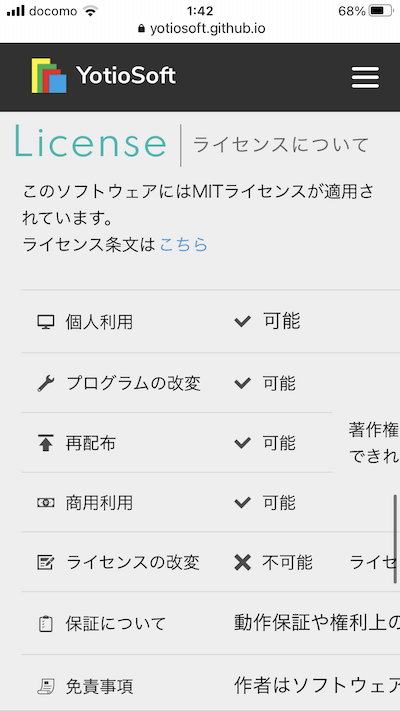 docomo 1:42 68%
yotiosoft.github.io
YotioSoft
License ライセンスについて
このソフトウェアにはMITライセンスが適用さ
れています。
ライセンス条文はこちら
個人利用 可能
プログラムの改変 可能
再配布 可能 著作権
できれ
商用利用 可能
ライセンスの改変 不可能 ライセ
保証について 動作保証や権利上の
免責事項 作者はソフトウェア